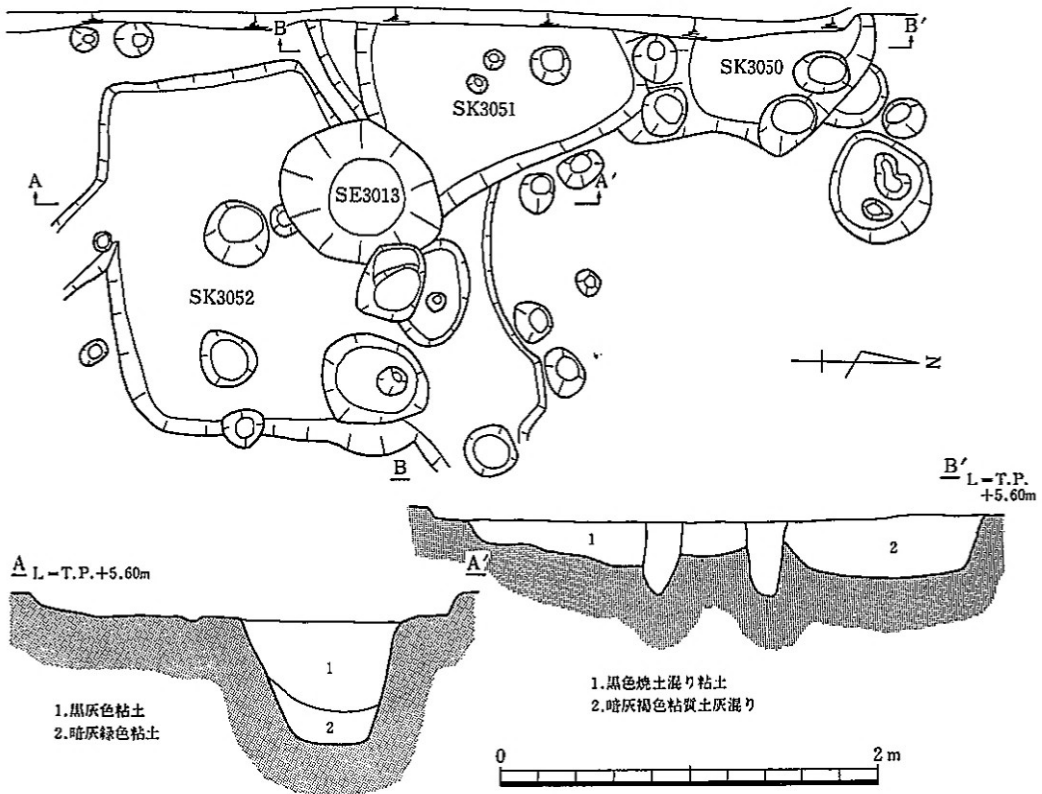 B
B′
SK3050
SK3051
A
A′
SE3013
SK3052
N
B
B′ L=T.P.+5.60m
1
2
A L=T.P.+5.60m
A′
1
2
1.黒灰色粘土
2.暗灰緑色粘土
1.黒色焼土混り粘土
2.暗灰褐色粘質土灰混り
0 2m